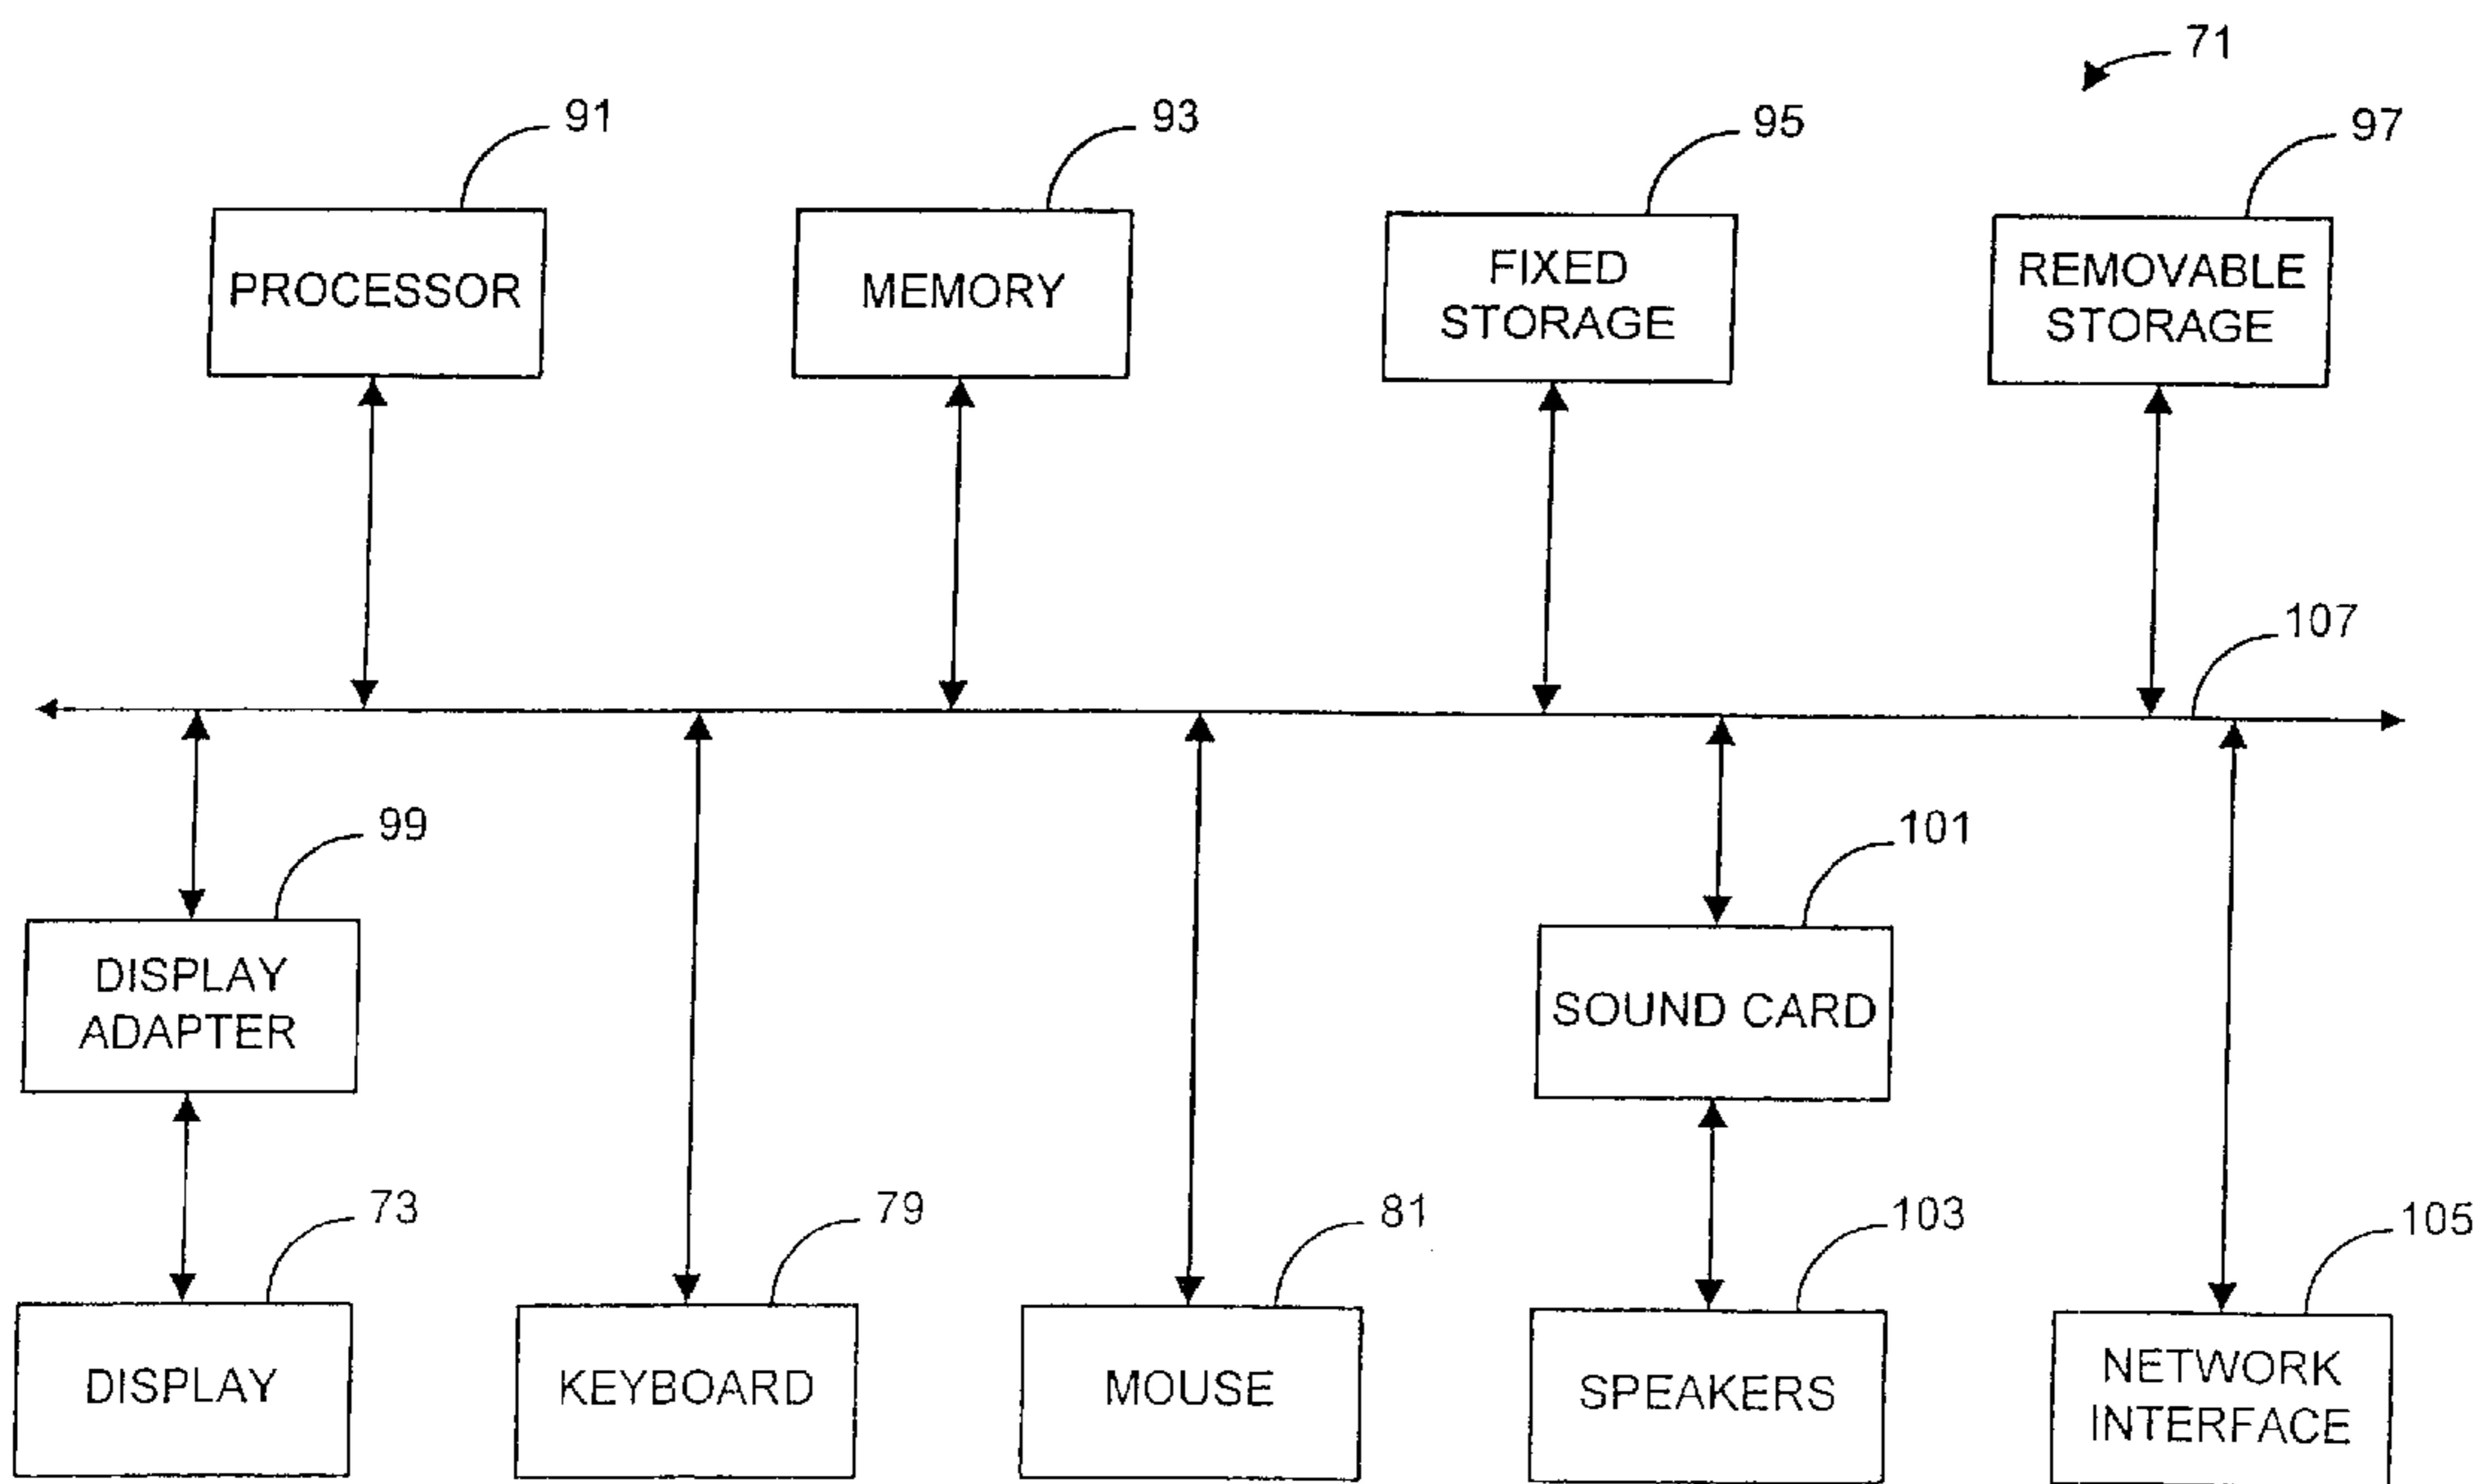 71
91
93
95
97
PROCESSOR
MEMORY
FIXED
STORAGE
REMOVABLE
STORAGE
107
99
101
DISPLAY
ADAPTER
SOUND CARD
73
79
81
103
105
DISPLAY
KEYBOARD
MOUSE
SPEAKERS
NETWORK
INTERFACE